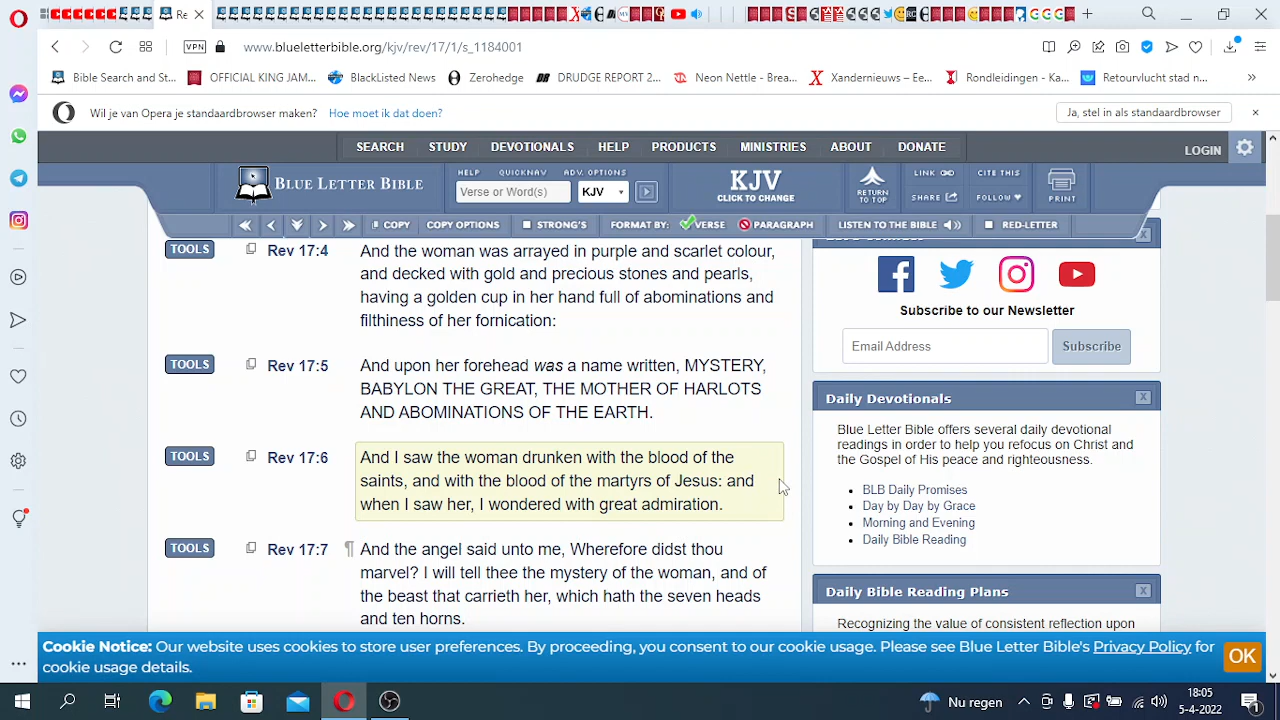 Re
www.blueletterbible.org/kjv/rev/17/1/s_1184001
VPN
Bible Search and St...
OFFICIAL KING JAM...
BlackListed News
Zerohedge
DRUDGE REPORT 2...
Neon Nettle - Brea...
Xandernieuws – Ee...
Rondleidingen - Ka...
Retourvlucht stad n...
Wil je van Opera je standaardbrowser maken?
Hoe moet ik dat doen?
Ja, stel in als standaardbrowser
SEARCH
STUDY
DEVOTIONALS
HELP
PRODUCTS
MINISTRIES
ABOUT
DONATE
LOGIN
BLUE LETTER BIBLE
HELP
QUICKNAV
ADV. OPTIONS
Verse or Word(s)
KJV
KJV
CLICK TO CHANGE
RETURN
TO TOP
LINK
CITE THIS
SHARE
FOLLOW
PRINT
COPY
COPY OPTIONS
STRONG'S
FORMAT BY:
VERSE
PARAGRAPH
LISTEN TO THE BIBLE
RED-LETTER
TOOLS
Rev 17:4
And the woman was arrayed in purple and scarlet colour,
and decked with gold and precious stones and pearls,
having a golden cup in her hand full of abominations and
filthiness of her fornication:
TOOLS
Rev 17:5
And upon her forehead was a name written, MYSTERY,
BABYLON THE GREAT, THE MOTHER OF HARLOTS
AND ABOMINATIONS OF THE EARTH.
TOOLS
Rev 17:6
And I saw the woman drunken with the blood of the
saints, and with the blood of the martyrs of Jesus: and
when I saw her, I wondered with great admiration.
TOOLS
Rev 17:7
¶ And the angel said unto me, Wherefore didst thou
marvel? I will tell thee the mystery of the woman, and of
the beast that carrieth her, which hath the seven heads
and ten horns.
Subscribe to our Newsletter
Email Address
Subscribe
Daily Devotionals
Blue Letter Bible offers several daily devotional
readings in order to help you refocus on Christ and
the Gospel of His peace and righteousness.
BLB Daily Promises
Day by Day by Grace
Morning and Evening
Daily Bible Reading
Daily Bible Reading Plans
Recognizing the value of consistent reflection upon
Cookie Notice: Our website uses cookies to store user preferences. By proceeding, you consent to our cookie usage. Please see Blue Letter Bible's Privacy Policy for
cookie usage details.
OK
Nu regen
18:05
5-4-2022